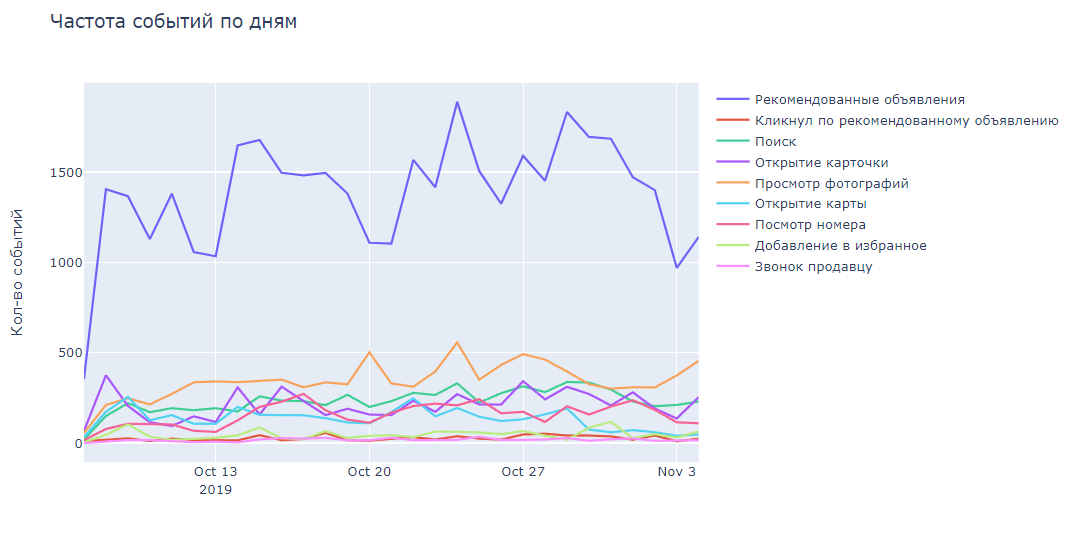 Частота событий по дням
Кол-во событий
1500
1000
500
0
Oct 13
2019
Oct 20
Oct 27
Nov 3
Рекомендованные объявления
Кликнул по рекомендованному объявлению
Поиск
Открытие карточки
Просмотр фотографий
Открытие карты
Посмотр номера
Добавление в избранное
Звонок продавцу